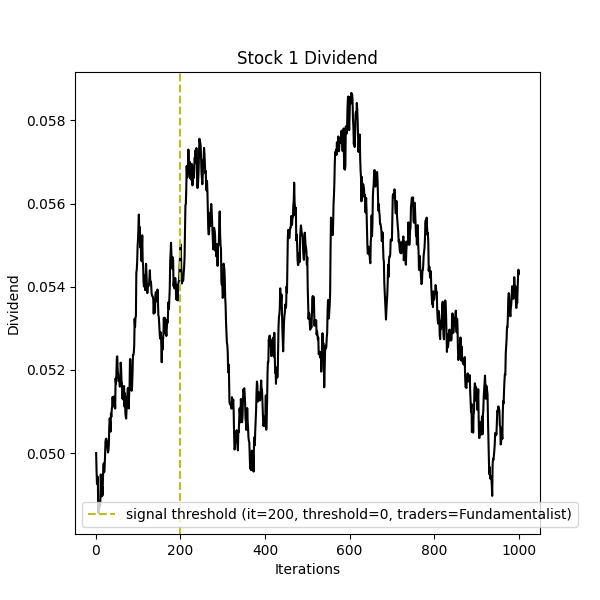 Stock 1 Dividend
Dividend
0.058
0.056
0.054
0.052
0.050
signal threshold (it=200, threshold=0, traders=Fundamentalist)
0 200 400 600 800 1000
Iterations